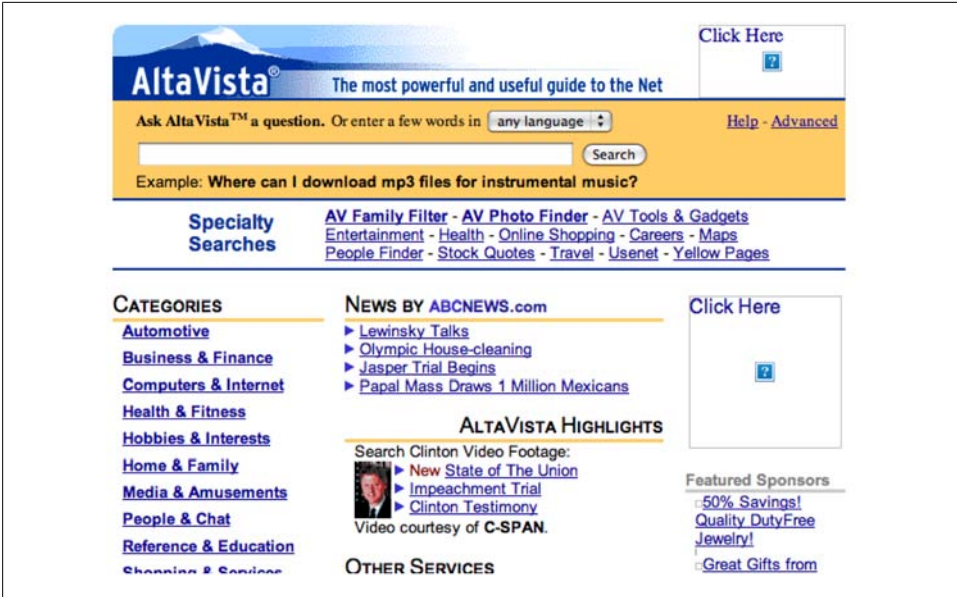 Click Here
AltaVista®
The most powerful and useful guide to the Net
Ask AltaVista™ a question. Or enter a few words in any language
Help - Advanced
Search
Example: Where can I download mp3 files for instrumental music?
Specialty Searches
AV Family Filter - AV Photo Finder - AV Tools & Gadgets
Entertainment - Health - Online Shopping - Careers - Maps
People Finder - Stock Quotes - Travel - Usenet - Yellow Pages
CATEGORIES
Automotive
Business & Finance
Computers & Internet
Health & Fitness
Hobbies & Interests
Home & Family
Media & Amusements
People & Chat
Reference & Education
Shopping & Services
NEWS BY ABCNEWS.com
Lewinsky Talks
Olympic House-cleaning
Jasper Trial Begins
Papal Mass Draws 1 Million Mexicans
ALTAVISTA HIGHLIGHTS
Search Clinton Video Footage:
New State of The Union
Impeachment Trial
Clinton Testimony
Video courtesy of C-SPAN.
OTHER SERVICES
Click Here
Featured Sponsors
50% Savings!
Quality DutyFree
Jewelry!
Great Gifts from